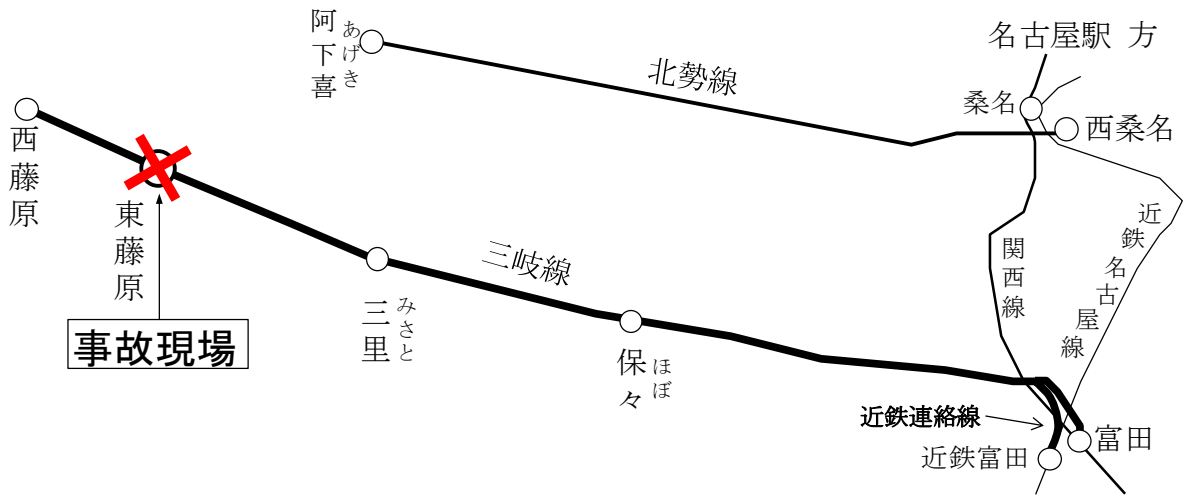 名古屋駅 方
阿下喜
あげき
北勢線
桑名
西桑名
西藤原
東藤原
事故現場
三岐線
三里
みさと
保々
ほぼ
関西線
近鉄名古屋線
近鉄連絡線
近鉄富田
富田